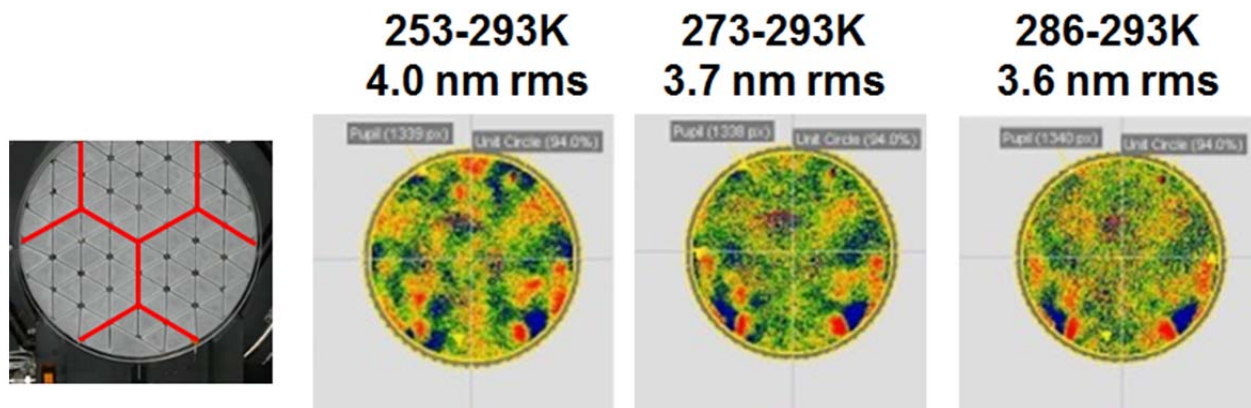 253-293K
4.0 nm rms
273-293K
3.7 nm rms
286-293K
3.6 nm rms
Pupil (1339 px)
Unit Circle (94.0%)
Pupil (1338 px)
Unit Circle (94.0%)
Pupil (1340 px)
Unit Circle (94.0%)